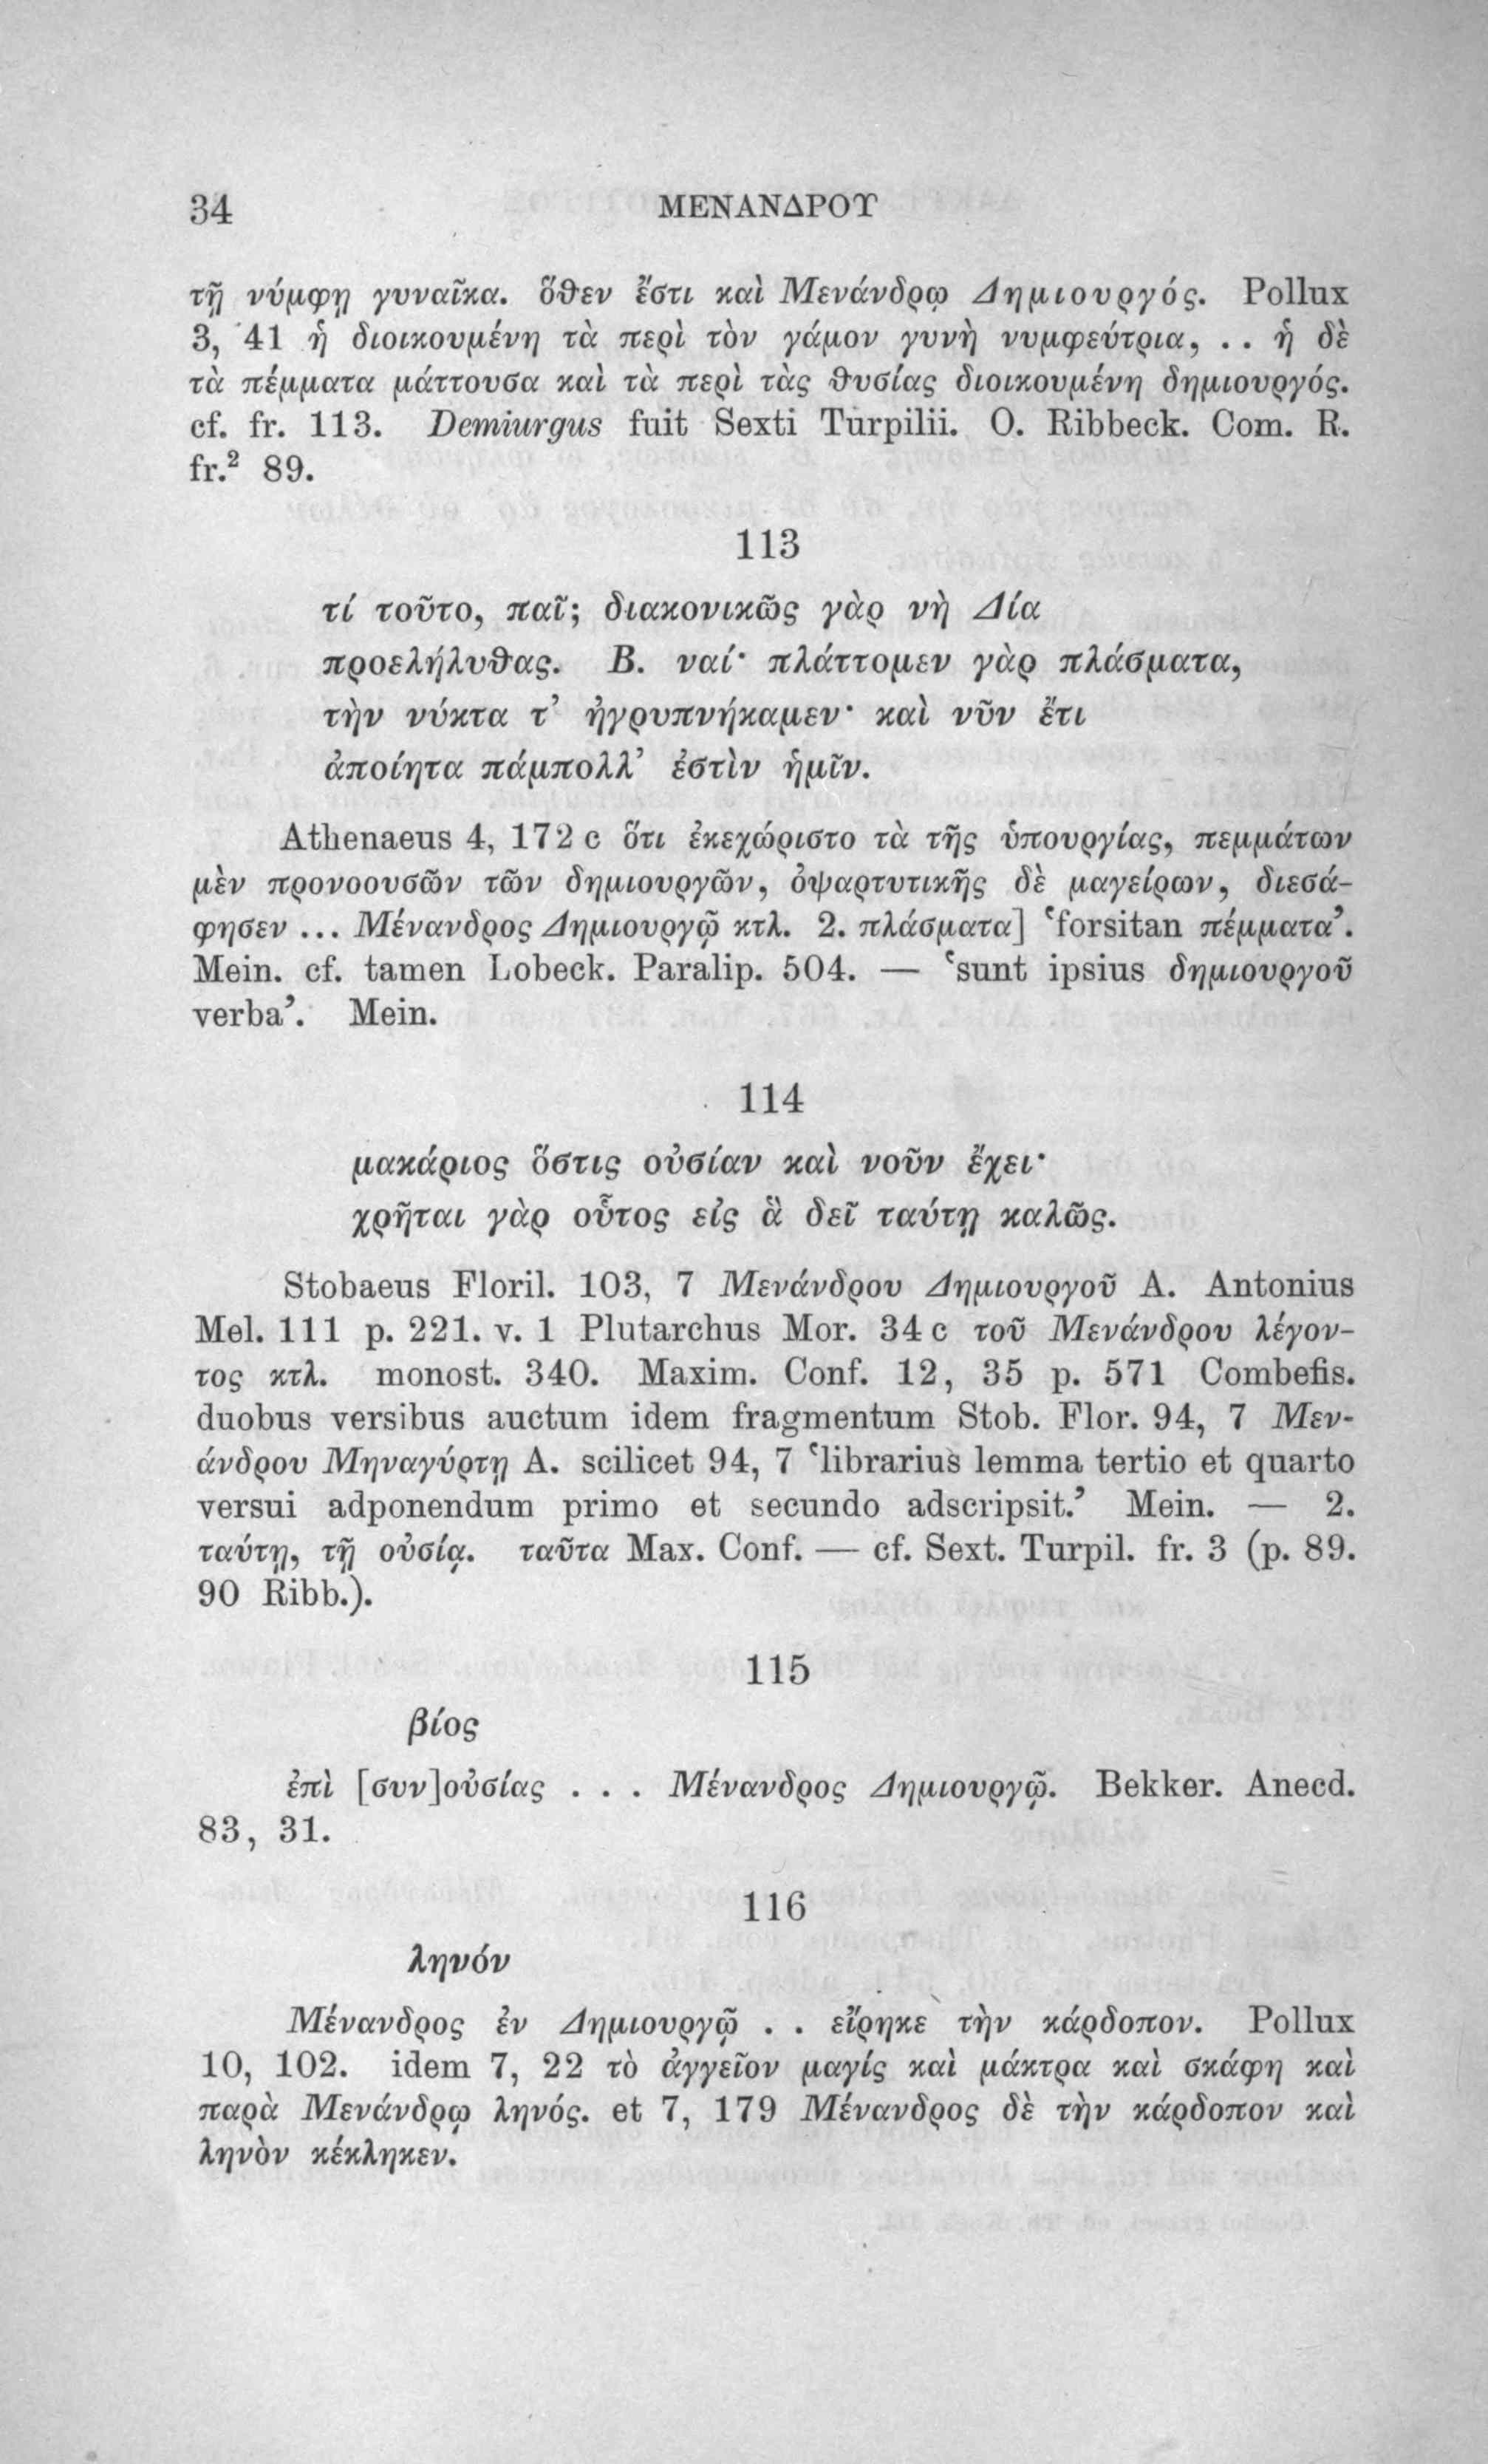 34 ΜΕΝΑΝΔΡΟΥ
τῇ νύμφῃ γυναῖκα. ὅθεν ἔστι καὶ Μενάνδρῳ Δημιουργός. Pollux
3, 41 ἡ διοικουμένη τὰ περὶ τὸν γάμον γυνὴ νυμφεύτρια, . . ἡ δὲ
τὰ πέμματα μάττουσα καὶ τὰ περὶ τὰς θυσίας διοικουμένη δημιουργός.
cf. fr. 113. Demiurgus fuit Sexti Turpilii. O. Ribbeck. Com. R.
fr.² 89.
113
τί τοῦτο, παῖ; διακονικῶς γὰρ νὴ Δία
προελήλυθας. Β. ναί· πλάττομεν γὰρ πλάσματα,
τὴν νύκτα τ’ ἠγρυπνήκαμεν· καὶ νῦν ἔτι
ἀποίητα πάμπολλ’ ἐστὶν ἡμῖν.
Athenaeus 4, 172 c ὅτι ἐκεχώριστο τὰ τῆς ὑπουργίας, πεμμάτων
μὲν προνοουσῶν τῶν δημιουργῶν, ὀψαρτυτικῆς δὲ μαγείρων, διεσά-
φησεν ... Μένανδρος Δημιουργῷ κτλ. 2. πλάσματα] ‘forsitan πέμματα’.
Mein. cf. tamen Lobeck. Paralip. 504. — ‘sunt ipsius δημιουργοῦ
verba’. Mein.
114
μακάριος ὅστις οὐσίαν καὶ νοῦν ἔχει·
χρῆται γὰρ οὗτος εἰς ἃ δεῖ ταύτῃ καλῶς.
Stobaeus Floril. 103, 7 Μενάνδρου Δημιουργοῦ A. Antonius
Mel. 111 p. 221. v. 1 Plutarchus Mor. 34 c τοῦ Μενάνδρου λέγον-
τος κτλ. monost. 340. Maxim. Conf. 12, 35 p. 571 Combefis.
duobus versibus auctum idem fragmentum Stob. Flor. 94, 7 Μεν-
άνδρου Μηναγύρτῃ A. scilicet 94, 7 ‘librarius lemma tertio et quarto
versui adponendum primo et secundo adscripsit.’ Mein. — 2.
ταύτῃ, τῇ οὐσίᾳ. ταῦτα Max. Conf. — cf. Sext. Turpil. fr. 3 (p. 89.
90 Ribb.).
115
βίος
ἐπὶ [συν]οὐσίας . . . Μένανδρος Δημιουργῷ. Bekker. Anecd.
83, 31.
116
ληνόν
Μένανδρος ἐν Δημιουργῷ . . εἴρηκε τὴν κάρδοπον. Pollux
10, 102. idem 7, 22 τὸ ἀγγεῖον μαγίς καὶ μάκτρα καὶ σκάφη καὶ
παρὰ Μενάνδρῳ ληνός. et 7, 179 Μένανδρος δὲ τὴν κάρδοπον καὶ
ληνὸν κέκληκεν.